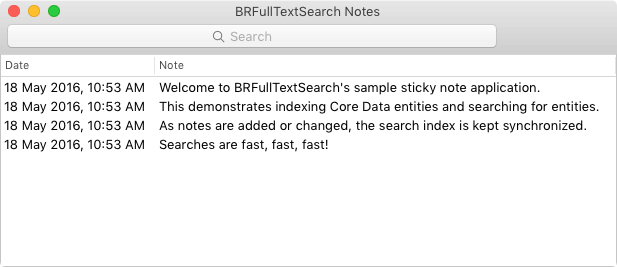 BRFullTextSearch Notes
Search
Date Note
18 May 2016, 10:53 AM Welcome to BRFullTextSearch's sample sticky note application.
18 May 2016, 10:53 AM This demonstrates indexing Core Data entities and searching for entities.
18 May 2016, 10:53 AM As notes are added or changed, the search index is kept synchronized.
18 May 2016, 10:53 AM Searches are fast, fast, fast!